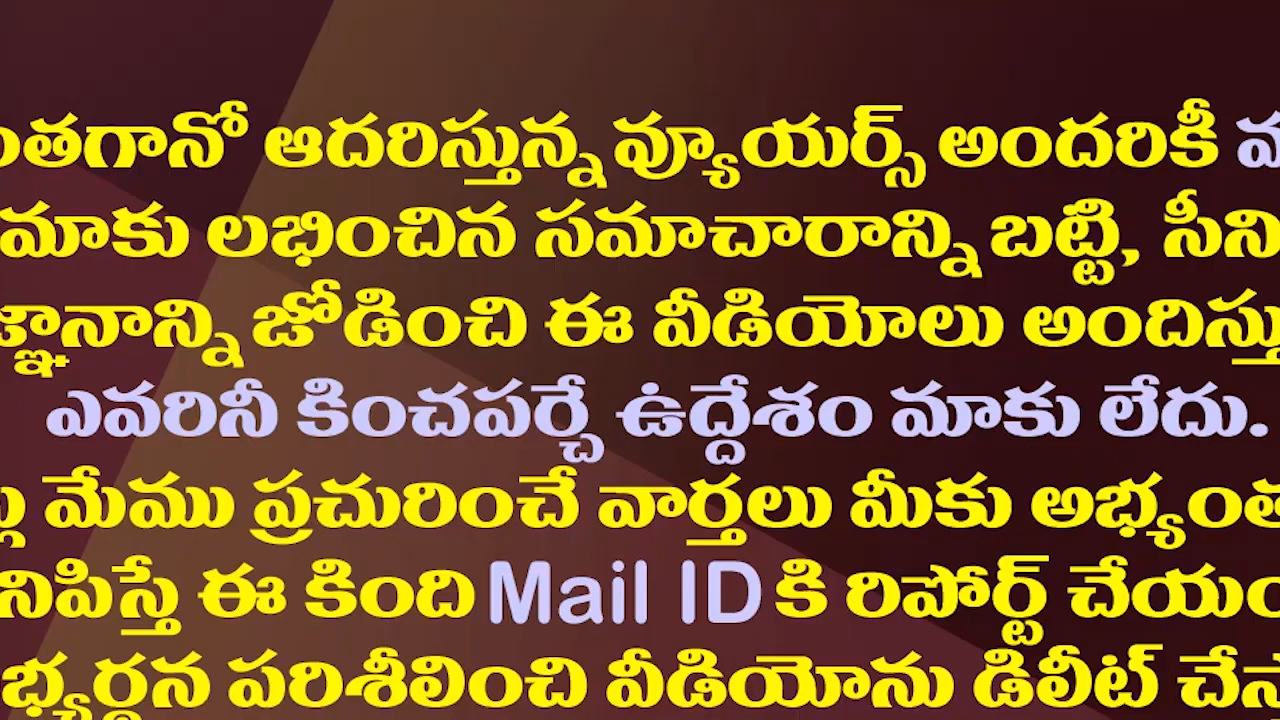 ంతగానో ఆదరిస్తున్న వ్యూయర్స్ అందరికీ
మాకు లభించిన సమాచారాన్ని బట్టి, సీని
జ్ఞానాన్ని జోడించి ఈ వీడియోలు అందిస్తు
ఎవరినీ కించపర్చే ఉద్దేశం మాకు లేదు.
మేము ప్రచురించే వార్తలు మీకు అభ్యంత
నిపిస్తే ఈ కింది Mail ID కి రిపోర్ట్ చేయం
భ్యర్థన పరిశీలించి వీడియోను డిలీట్ చేస